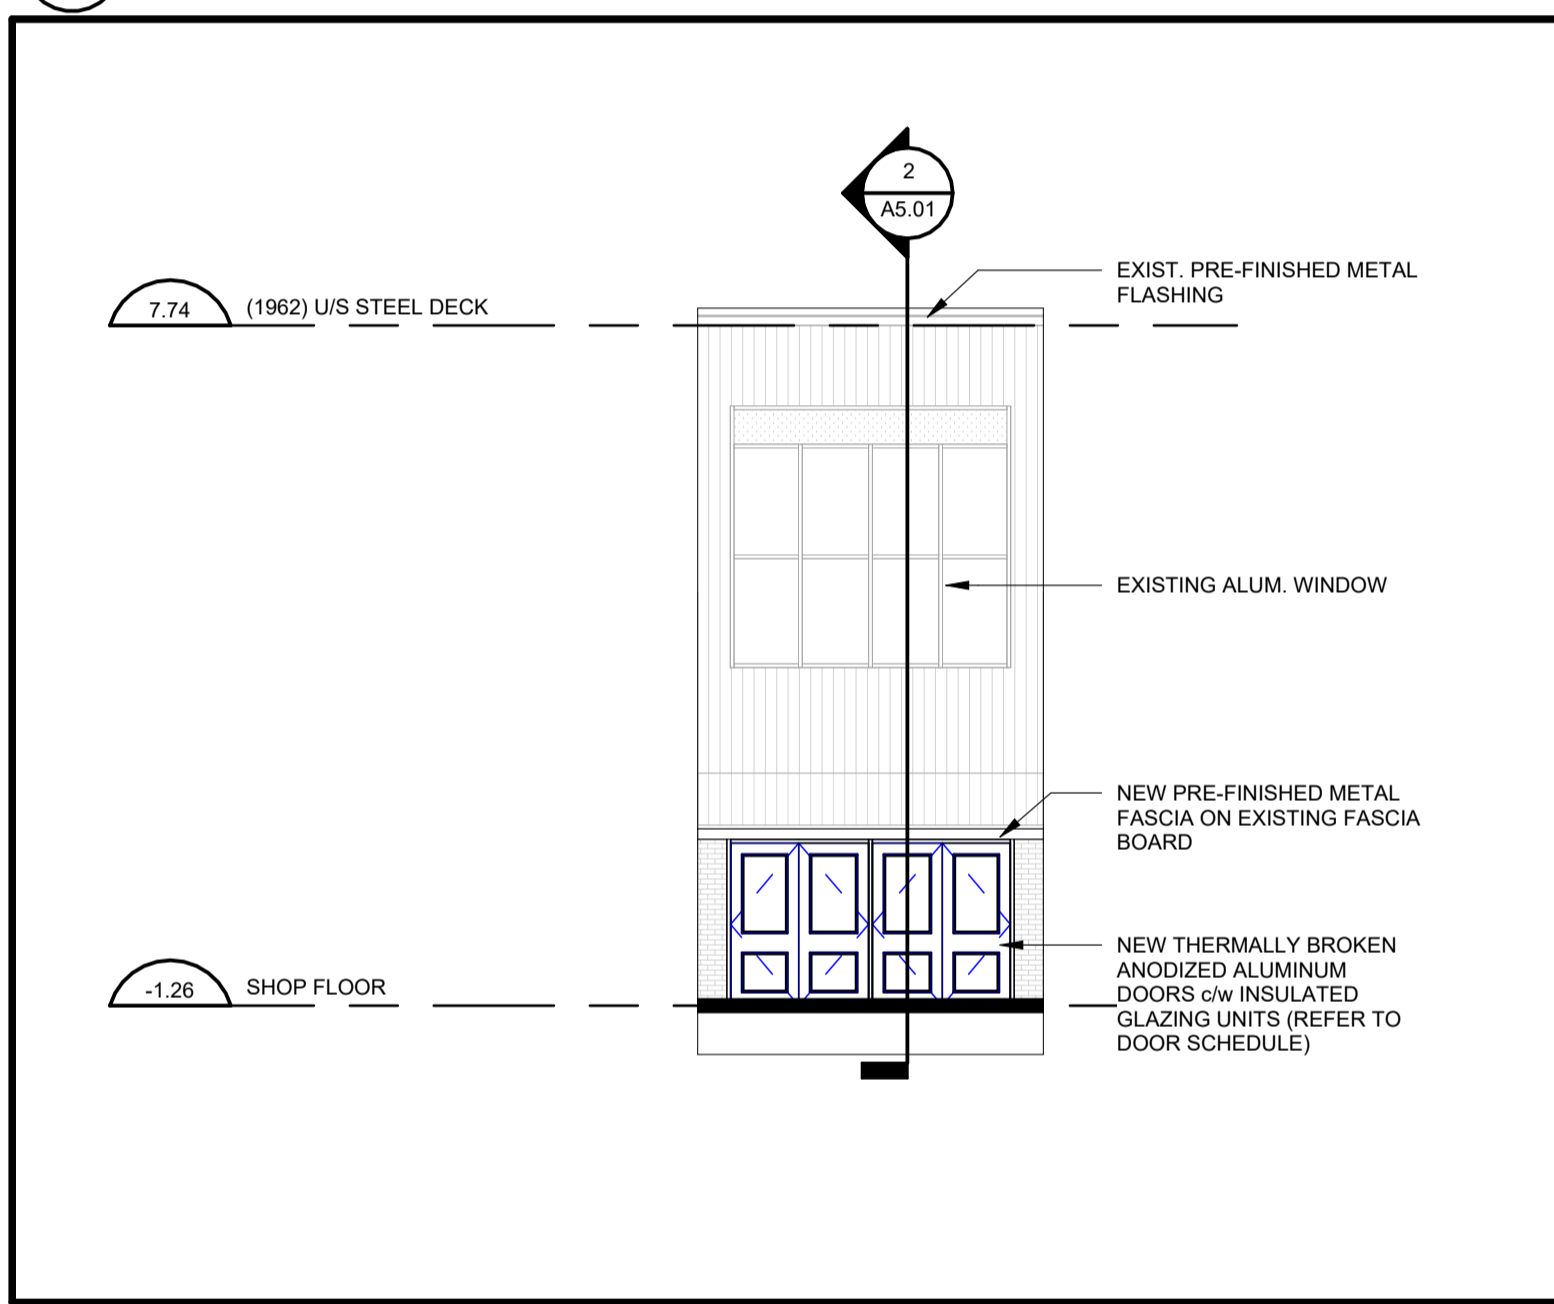 2
A5.01
EXIST. PRE-FINISHED METAL
FLASHING
7.74
(1962) U/S STEEL DECK
EXISTING ALUM. WINDOW
NEW PRE-FINISHED METAL
FASCIA ON EXISTING FASCIA
BOARD
NEW THERMALLY BROKEN
ANODIZED ALUMINUM
DOORS c/w INSULATED
GLAZING UNITS (REFER TO
DOOR SCHEDULE)
-1.26
SHOP FLOOR